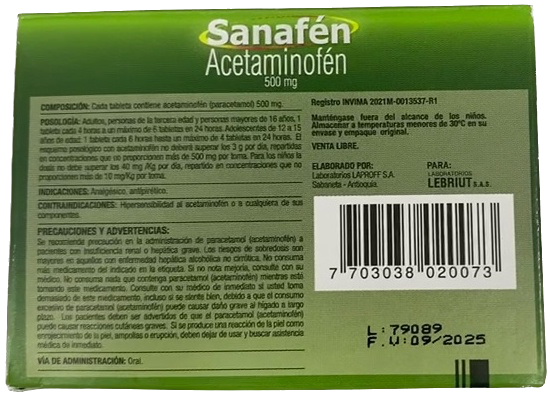 Sanafén
Acetaminofén
500 mg
COMPOSICIÓN: Cada tableta contiene acetaminofén (paracetamol) 500 mg.
POSOLOGÍA: Adultos, personas de la tercera edad y personas mayores de 16 años, 1
tableta cada 4 horas a un máximo de 6 tabletas en 24 horas. Adolescentes de 12 a 15
años de edad: 1 tableta cada 6 horas hasta un máximo de 4 tabletas en 24 horas. El
esquema posológico con acetaminofén no deberá superar los 3 g por día, repartidas
en concentraciones que no proporcionen más de 500 mg por toma. Para los niños la
dosis no debe superar los 40 mg /Kg por día, repartido en concentraciones que no
proporcionen más de 10 mg/Kg por toma.
INDICACIONES: Analgésico, antipirético.
CONTRAINDICACIONES: Hipersensibilidad al acetaminofén o a cualquiera de sus
componentes.
PRECAUCIONES Y ADVERTENCIAS:
Se recomienda precaución en la administración de paracetamol (acetaminofén) a
pacientes con insuficiencia renal o hepática grave. Los riesgos de sobredosis son
mayores en aquellos con enfermedad hepática alcohólica no cirrótica. No consuma
más medicamento del indicado en la etiqueta. Si no nota mejoría, consulte con su
médico. No consuma nada que contenga paracetamol (acetaminofén) mientras esté
tomando este medicamento. Consulte con su médico de inmediato si usted toma
demasiado de este medicamento, incluso si se siente bien, debido a que el consumo
excesivo de paracetamol (acetaminofén) puede causar daño grave al hígado a largo
plazo. Los pacientes deben ser advertidos de que el paracetamol (acetaminofén)
puede causar reacciones cutáneas graves. Si se produce una reacción de la piel como
enrojecimiento de la piel, ampollas o erupción, deben dejar de usar y buscar asistencia
médica de inmediato.
VÍA DE ADMINISTRACIÓN: Oral.
Registro INVIMA 2021M-0013537-R1
Manténgase fuera del alcance de los niños.
Almacenar a temperaturas menores de 30ºC en su
envase y empaque original.
VENTA LIBRE.
ELABORADO POR:
Laboratorios LAPROFF S.A.
Sabaneta - Antioquia.
PARA:
LABORATORIOS
LEBRIUT S.A.S.
7 703038 020073
L:79089
F.V:09/2025